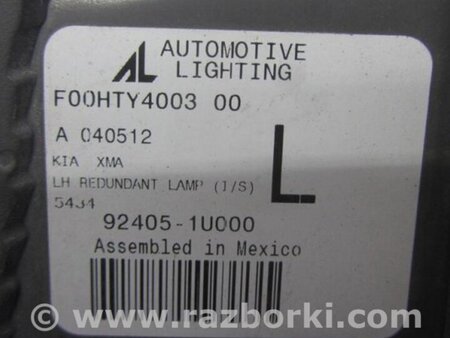 AL AUTOMOTIVE
LIGHTING
F00HTY4003 00
A 040512
KIA XMA
LH REDUNDANT LAMP (I/S)
L
5434
92405-1U000
Assembled in Mexico
© www.razborki.com